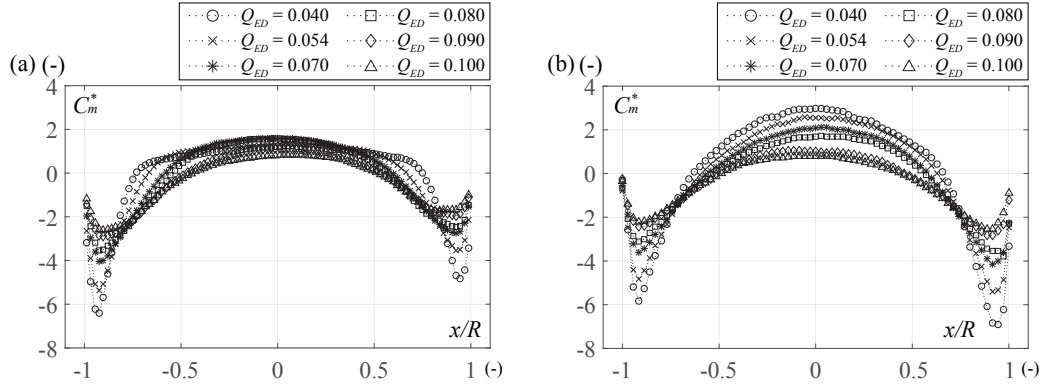 Q_ED = 0.040 Q_ED = 0.080
Q_ED = 0.054 Q_ED = 0.090
Q_ED = 0.070 Q_ED = 0.100
(a) (-)
4
C*m
2
0
-2
-4
-6
x/R
-8
-1 -0.5 0 0.5 1 (-)
Q_ED = 0.040 Q_ED = 0.080
Q_ED = 0.054 Q_ED = 0.090
Q_ED = 0.070 Q_ED = 0.100
(b) (-)
4
C*m
2
0
-2
-4
-6
x/R
-8
-1 -0.5 0 0.5 1 (-)